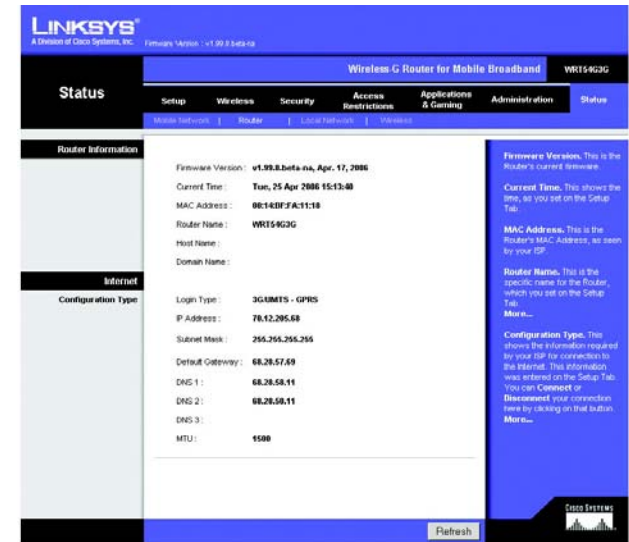 LINKSYS®
A Division of Cisco Systems, Inc.
Firmware Version : v1.99.8.beta-na
Wireless-G Router for Mobile Broadband
WRT54G3G
Status
Setup
Wireless
Security
Access Restrictions
Applications & Gaming
Administration
Status
Mobile Network | Router | Local Network | Wireless
Router Information
Firmware Version : v1.99.8.beta-na, Apr. 17, 2006
Current Time : Tue, 25 Apr 2006 15:13:40
MAC Address : 00:14:BF:FA:11:18
Router Name : WRT54G3G
Host Name :
Domain Name :
Internet
Configuration Type
Login Type : 3G/UMTS - GPRS
IP Address : 70.12.205.68
Subnet Mask : 255.255.255.255
Default Gateway : 68.28.57.69
DNS 1 : 68.28.58.11
DNS 2 : 68.28.50.11
DNS 3 :
MTU : 1500
Firmware Version. This is the
Router's current firmware.
Current Time. This shows the
time, as you set on the Setup
Tab.
MAC Address. This is the
Router's MAC Address, as seen
by your ISP.
Router Name. This is the
specific name for the Router,
which you set on the Setup
Tab.
More...
Configuration Type. This
shows the information required
by your ISP for connection to
the Internet. This information
was entered on the Setup Tab.
You can Connect or
Disconnect your connection
here by clicking on that button.
More...
Refresh
CISCO SYSTEMS